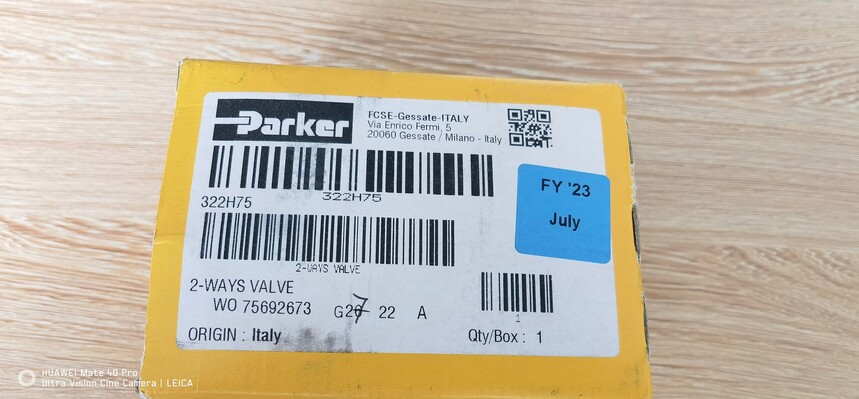 Parker
FCSE-Gessate-ITALY
Via Enrico Fermi, 5
20060 Gessate / Milano - Italy
322H75
322H75
FY '23
July
2-WAYS VALVE
2-WAYS VALVE
WO 75692673 G27 22 A
1
ORIGIN : Italy
Qty/Box : 1
HUAWEI Mate 40 Pro
Ultra Vision Cine Camera | LEICA